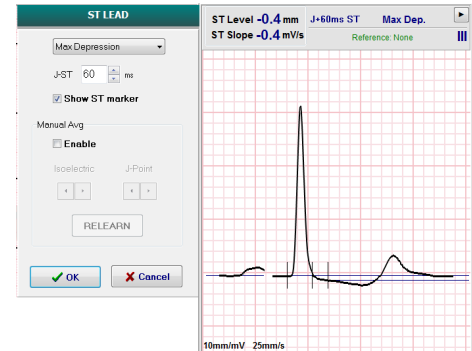 ST LEAD
Max Depression
J-ST 60 ms
Show ST marker
Manual Avg
Enable
Isoelectric J-Point
RELEARN
OK Cancel
ST Level -0.4 mm J+60ms ST Max Dep.
ST Slope -0.4 mV/s Reference: None III
10mm/mV 25mm/s